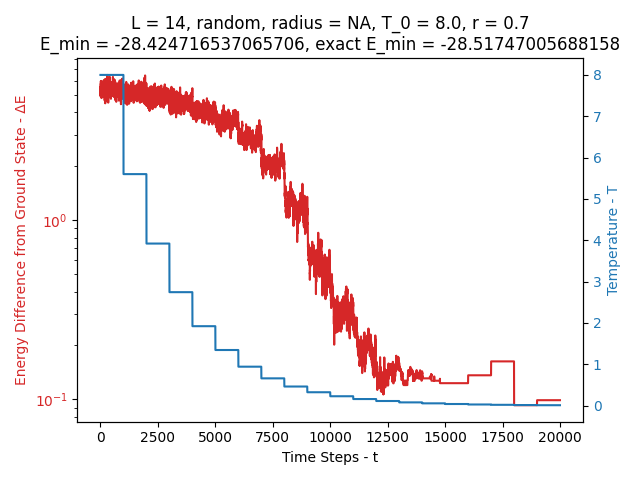 L = 14, random, radius = NA, T_0 = 8.0, r = 0.7
E_min = -28.424716537065706, exact E_min = -28.51747005688158
Energy Difference from Ground State - ΔE
10⁰
10⁻¹
8
7
6
5
4
3
2
1
0
Temperature - T
0 2500 5000 7500 10000 12500 15000 17500 20000
Time Steps - t